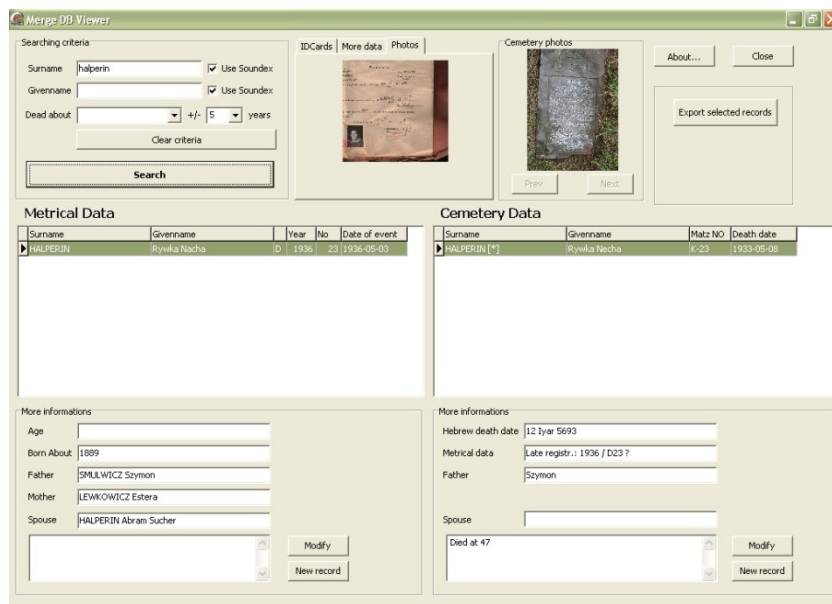 Merge DB Viewer
Searching criteria
Surname halperin Use Soundex
Givenname Use Soundex
Dead about +/- 5 years
Clear criteria
Search
IDCards More data Photos
Cemetery photos
Prev Next
About... Close
Export selected records
Metrical Data
Surname Givenname Year No Date of event
HALPERIN Rywka Nacha D 1936 23 1936-05-03
Cemetery Data
Surname Givenname Matz NO Death date
HALPERIN [*] Rywka Necha K-23 1933-05-08
More informations
Age
Born About 1889
Father SMULWICZ Szymon
Mother LEWKOWICZ Estera
Spouse HALPERIN Abram Sucher
Modify
New record
More informations
Hebrew death date 12 Iyar 5693
Metrical data Late registr.: 1936 / D23 ?
Father Szymon
Spouse
Died at 47
Modify
New record